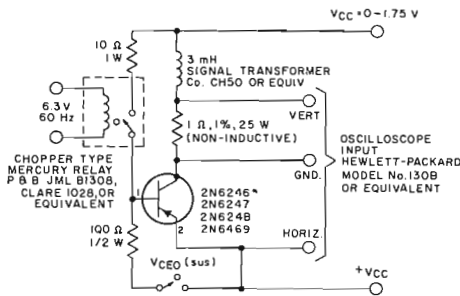 VCC = 0-1.75 V
10 Ω
1 W
3 mH
SIGNAL TRANSFORMER
Co. CH50 OR EQUIV
6.3 V
60 Hz
VERT
1 Ω, 1%, 25 W
(NON-INDUCTIVE)
OSCILLOSCOPE
INPUT
HEWLETT-PACKARD
MODEL No. 130B
OR EQUIVALENT
GND.
CHOPPER TYPE
MERCURY RELAY
P & B JML B1308,
CLARE 1028, OR
EQUIVALENT
1
2N6246*
2N6247
2N6248
2N6469
2
100 Ω
1/2 W
HORIZ.
VCEO (sus)
+VCC